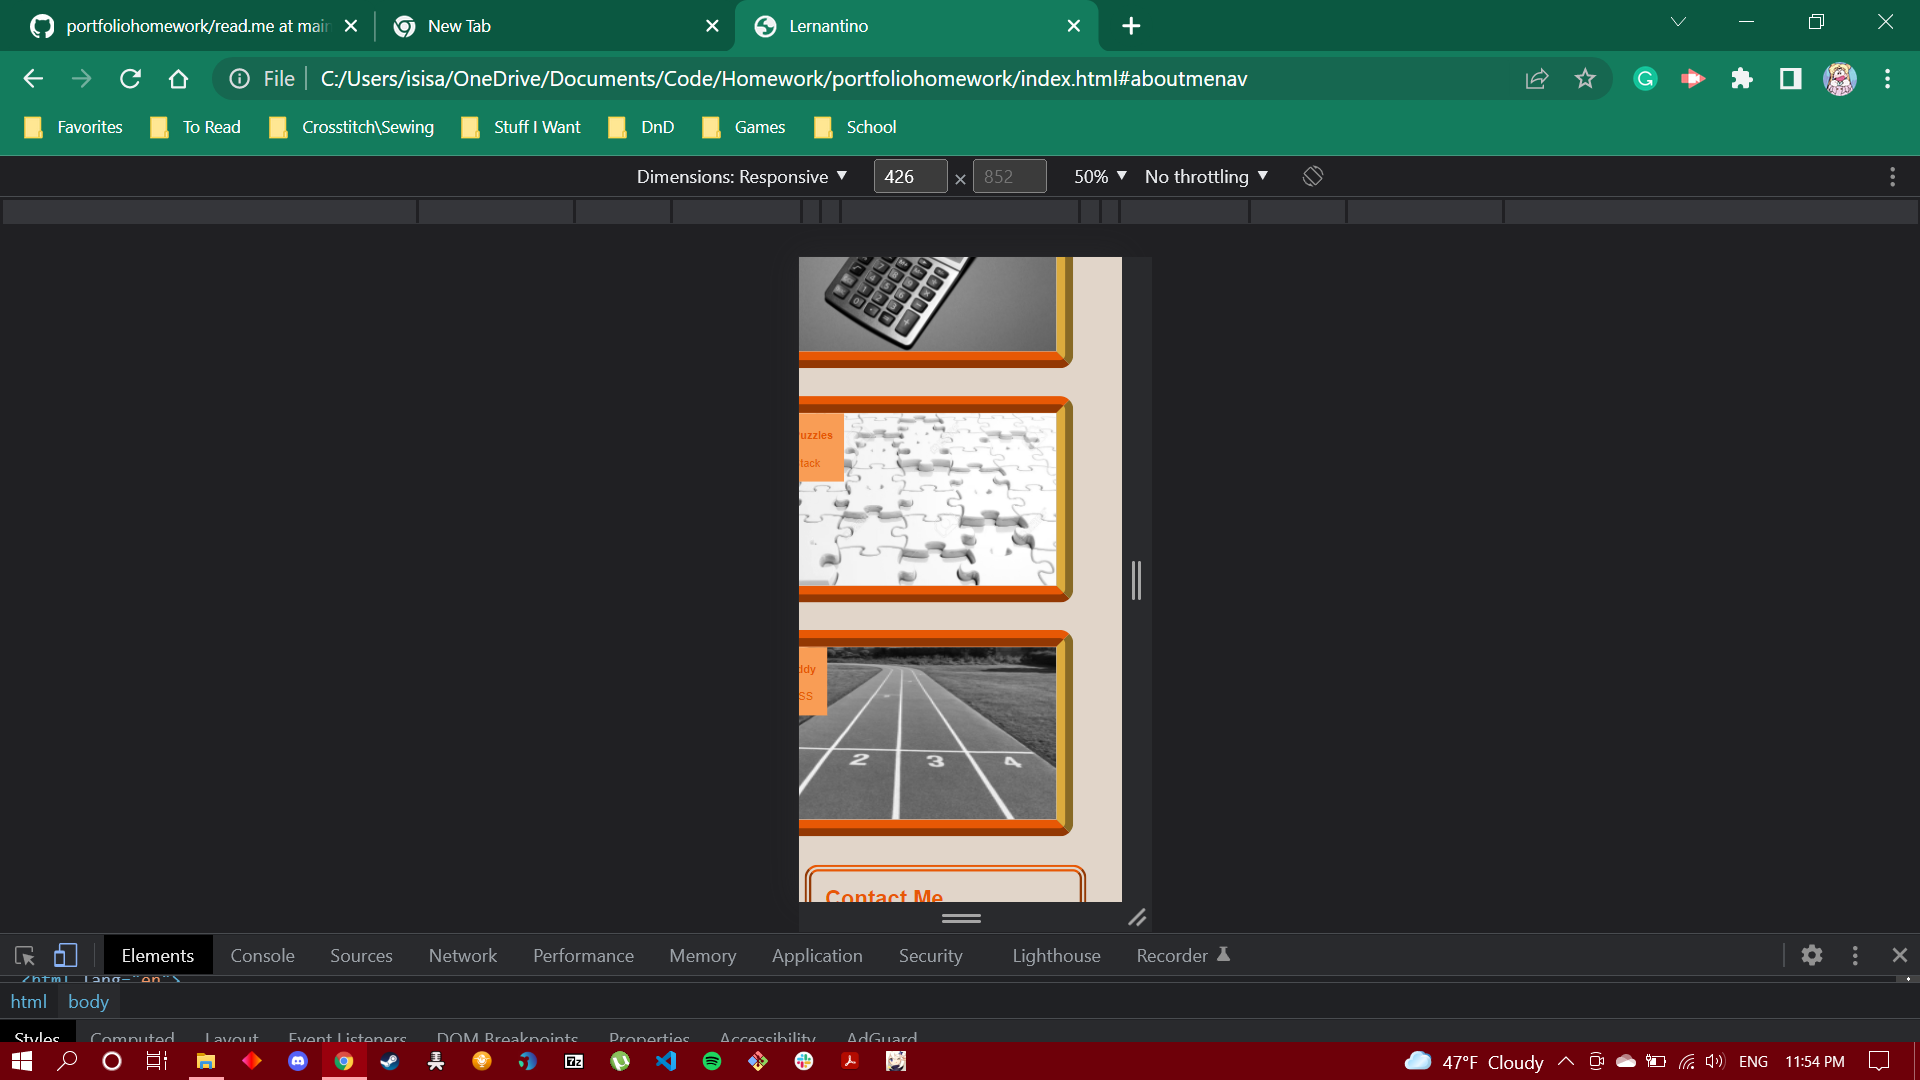 portfoliohomework/read.me at main
New Tab
Lernantino
File
C:/Users/isisa/OneDrive/Documents/Code/Homework/portfoliohomework/index.html#aboutmenav
Favorites
To Read
Crosstitch\Sewing
Stuff I Want
DnD
Games
School
Dimensions: Responsive
426
×
852
50%
No throttling
uzzles
tack
ddy
SS
2 3 4
Contact Me
Elements
Console
Sources
Network
Performance
Memory
Application
Security
Lighthouse
Recorder
<html lang="en">
html
body
Styles
Computed
Layout
Event Listeners
DOM Breakpoints
Properties
Accessibility
AdGuard
47°F Cloudy
ENG
11:54 PM